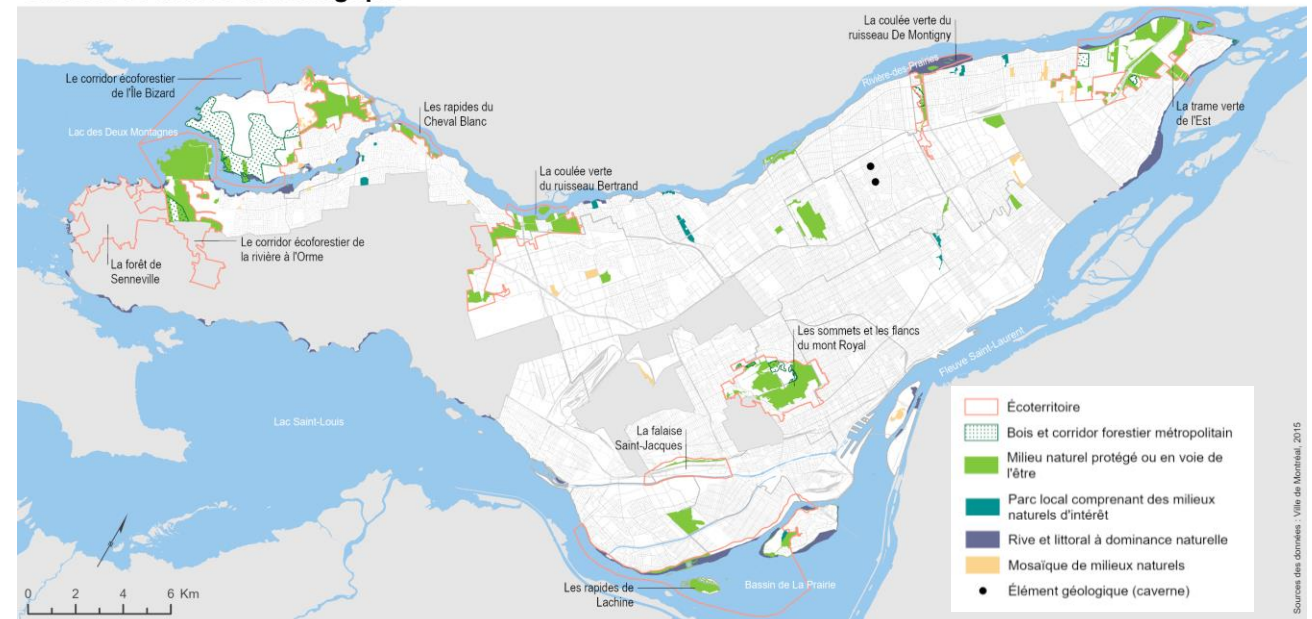 La coulée verte du
ruisseau De Montigny
Rivière-des-Prairies
Le corridor écoforestier
de l'Île Bizard
Les rapides du
Cheval Blanc
La trame verte
de l'Est
Lac des Deux Montagnes
La coulée verte
du ruisseau Bertrand
Le corridor écoforestier de
la rivière à l'Orme
La forêt de
Senneville
Les sommets et les flancs
du mont Royal
Fleuve Saint-Laurent
Lac Saint-Louis
La falaise
Saint-Jacques
Les rapides de
Lachine
Bassin de La Prairie
0 2 4 6 Km
Écoterritoire
Bois et corridor forestier métropolitain
Milieu naturel protégé ou en voie de
l'être
Parc local comprenant des milieux
naturels d'intérêt
Rive et littoral à dominance naturelle
Mosaïque de milieux naturels
Élément géologique (caverne)
Sources des données : Ville de Montréal, 2015